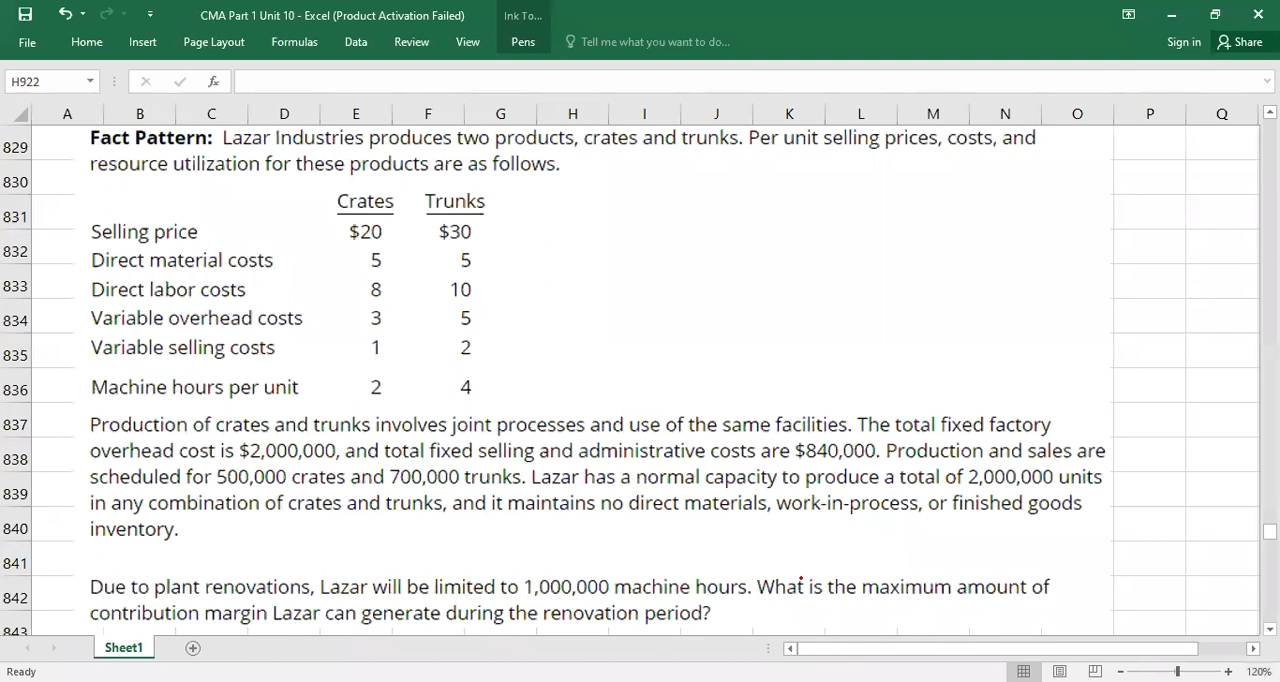 CMA Part 1 Unit 10 - Excel (Product Activation Failed)
Ink To...
File Home Insert Page Layout Formulas Data Review View Pens Tell me what you want to do... Sign in Share
H922 fx
A B C D E F G H I J K L M N O P Q
829 Fact Pattern: Lazar Industries produces two products, crates and trunks. Per unit selling prices, costs, and
830 resource utilization for these products are as follows.
831 Crates Trunks
832 Selling price $20 $30
Direct material costs 5 5
833 Direct labor costs 8 10
834 Variable overhead costs 3 5
835 Variable selling costs 1 2
836 Machine hours per unit 2 4
837 Production of crates and trunks involves joint processes and use of the same facilities. The total fixed factory
838 overhead cost is $2,000,000, and total fixed selling and administrative costs are $840,000. Production and sales are
scheduled for 500,000 crates and 700,000 trunks. Lazar has a normal capacity to produce a total of 2,000,000 units
839 in any combination of crates and trunks, and it maintains no direct materials, work-in-process, or finished goods
840 inventory.
841
842 Due to plant renovations, Lazar will be limited to 1,000,000 machine hours. What is the maximum amount of
843 contribution margin Lazar can generate during the renovation period?
Sheet1
Ready 120%